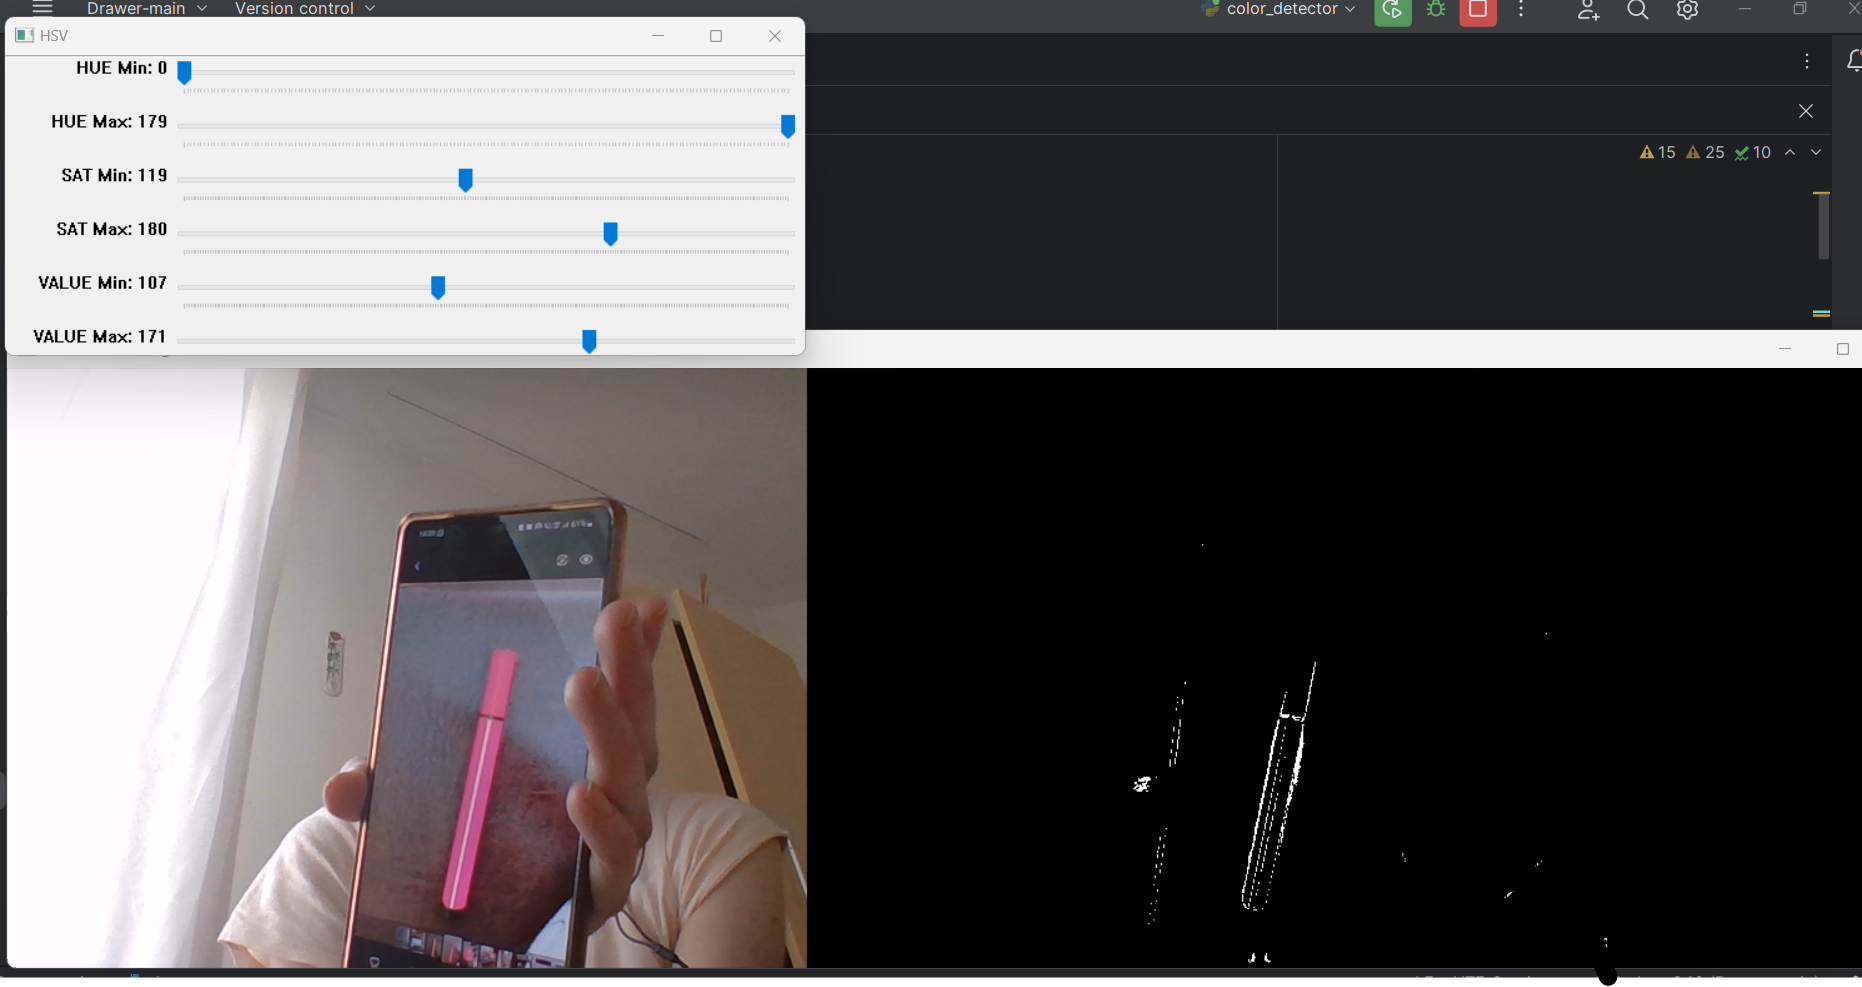 Drawer-main
Version control
color_detector
HSV
HUE Min: 0
HUE Max: 179
SAT Min: 119
SAT Max: 180
VALUE Min: 107
VALUE Max: 171
15
25
10